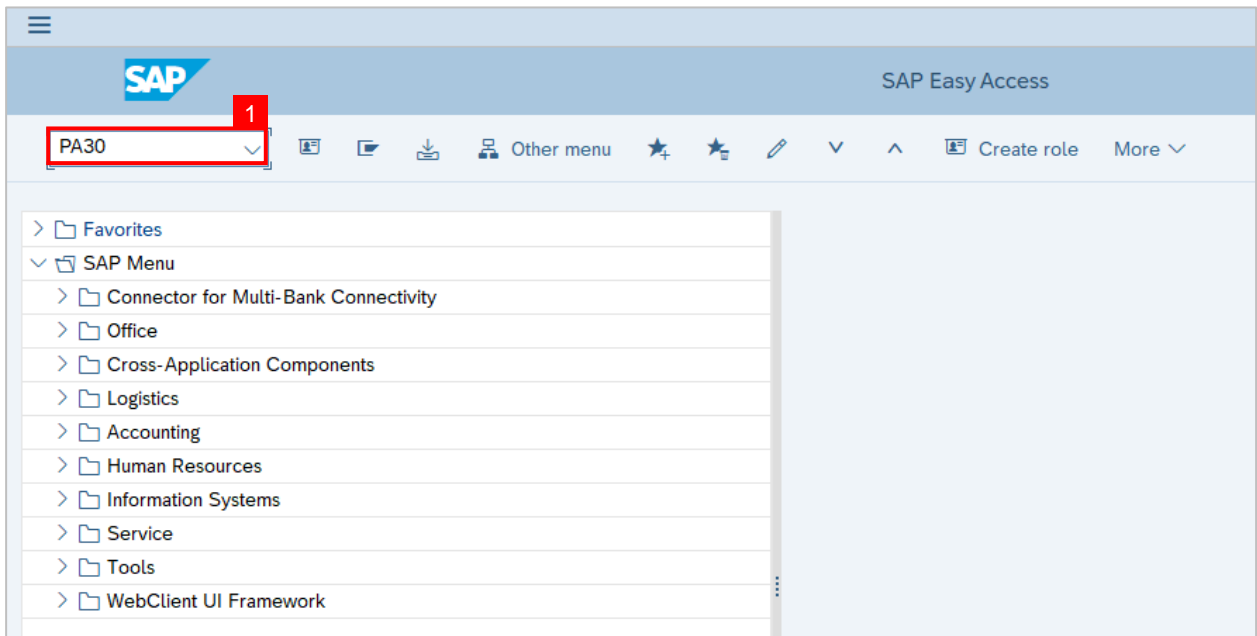 SAP
SAP Easy Access
1
PA30
Other menu
Create role
More
Favorites
SAP Menu
Connector for Multi-Bank Connectivity
Office
Cross-Application Components
Logistics
Accounting
Human Resources
Information Systems
Service
Tools
WebClient UI Framework